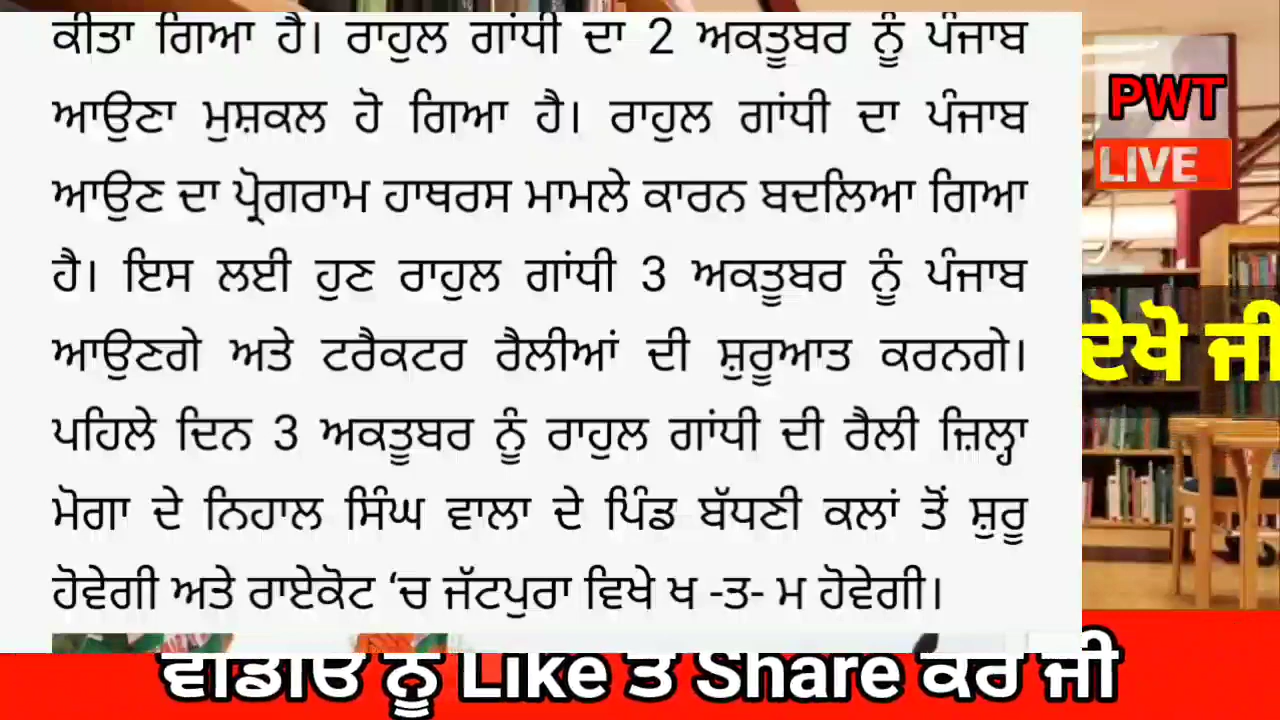 ਕੀਤਾ ਗਿਆ ਹੈ। ਰਾਹੁਲ ਗਾਂਧੀ ਦਾ 2 ਅਕਤੂਬਰ ਨੂੰ ਪੰਜਾਬ
ਆਉਣਾ ਮੁਸ਼ਕਲ ਹੋ ਗਿਆ ਹੈ। ਰਾਹੁਲ ਗਾਂਧੀ ਦਾ ਪੰਜਾਬ
ਆਉਣ ਦਾ ਪ੍ਰੋਗਰਾਮ ਹਾਥਰਸ ਮਾਮਲੇ ਕਾਰਨ ਬਦਲਿਆ ਗਿਆ
ਹੈ। ਇਸ ਲਈ ਹੁਣ ਰਾਹੁਲ ਗਾਂਧੀ 3 ਅਕਤੂਬਰ ਨੂੰ ਪੰਜਾਬ
ਆਉਣਗੇ ਅਤੇ ਟਰੈਕਟਰ ਰੈਲੀਆਂ ਦੀ ਸ਼ੁਰੂਆਤ ਕਰਨਗੇ।
ਪਹਿਲੇ ਦਿਨ 3 ਅਕਤੂਬਰ ਨੂੰ ਰਾਹੁਲ ਗਾਂਧੀ ਦੀ ਰੈਲੀ ਜ਼ਿਲ੍ਹਾ
ਮੋਗਾ ਦੇ ਨਿਹਾਲ ਸਿੰਘ ਵਾਲਾ ਦੇ ਪਿੰਡ ਬੱਧਣੀ ਕਲਾਂ ਤੋਂ ਸ਼ੁਰੂ
ਹੋਵੇਗੀ ਅਤੇ ਰਾਏਕੋਟ ‘ਚ ਜੱਟਪੁਰਾ ਵਿਖੇ ਖ -ਤ- ਮ ਹੋਵੇਗੀ।
PWT
LIVE
ਦੇਖੋ ਜੀ
ਵੀਡੀਓ ਨੂੰ Like ਤੇ Share ਕਰੋ ਜੀ